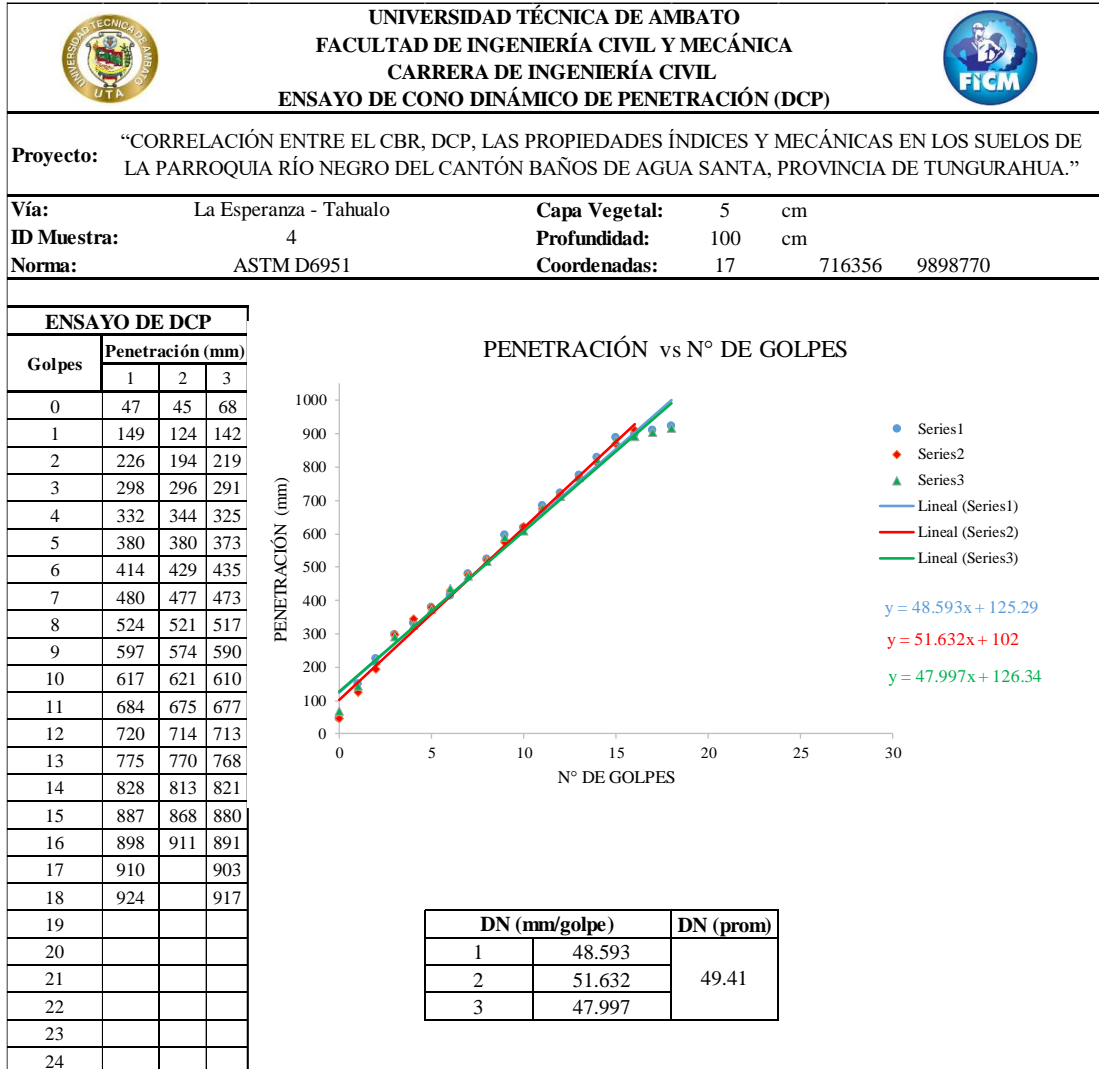 UNIVERSIDAD TÉCNICA DE AMBATO
FACULTAD DE INGENIERÍA CIVIL Y MECÁNICA
CARRERA DE INGENIERÍA CIVIL
ENSAYO DE CONO DINÁMICO DE PENETRACIÓN (DCP)
UNIVERSIDAD TECNICA DE AMBATO
UTA
FICM
Proyecto: “CORRELACIÓN ENTRE EL CBR, DCP, LAS PROPIEDADES ÍNDICES Y MECÁNICAS EN LOS SUELOS DE
LA PARROQUIA RÍO NEGRO DEL CANTÓN BAÑOS DE AGUA SANTA, PROVINCIA DE TUNGURAHUA.”
Vía: La Esperanza - Tahualo Capa Vegetal: 5 cm
ID Muestra: 4 Profundidad: 100 cm
Norma: ASTM D6951 Coordenadas: 17 716356 9898770
ENSAYO DE DCP
Golpes Penetración (mm)
1 2 3
0 47 45 68
1 149 124 142
2 226 194 219
3 298 296 291
4 332 344 325
5 380 380 373
6 414 429 435
7 480 477 473
8 524 521 517
9 597 574 590
10 617 621 610
11 684 675 677
12 720 714 713
13 775 770 768
14 828 813 821
15 887 868 880
16 898 911 891
17 910 903
18 924 917
19
20
21
22
23
24
PENETRACIÓN vs N° DE GOLPES
PENETRACIÓN (mm)
1000
900
800
700
600
500
400
300
200
100
0
0 5 10 15 20 25 30
N° DE GOLPES
Series1
Series2
Series3
Lineal (Series1)
Lineal (Series2)
Lineal (Series3)
y = 48.593x + 125.29
y = 51.632x + 102
y = 47.997x + 126.34
DN (mm/golpe) DN (prom)
1 48.593
2 51.632 49.41
3 47.997